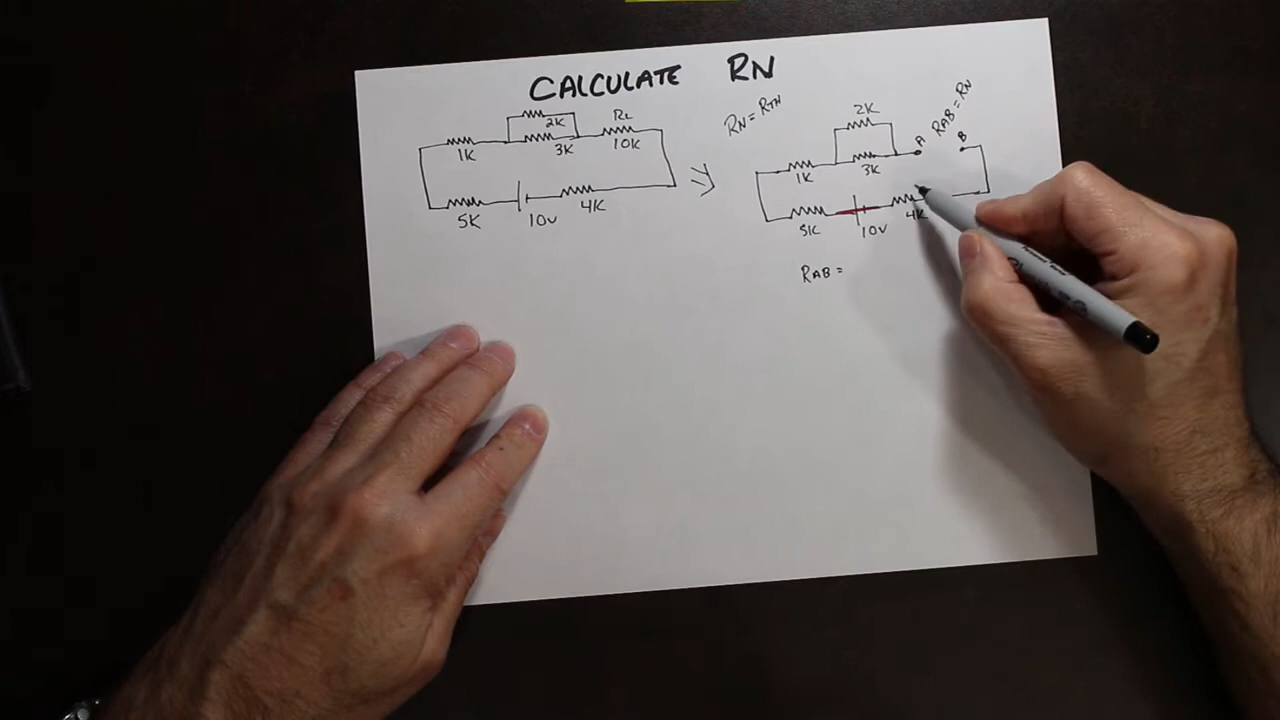 CALCULATE RN
2K
RL
1K
3K
10K
5K
10V
4K
RN = RTH
2K
A
RAB = RN
B
1K
3K
5K
10V
4K
RAB =